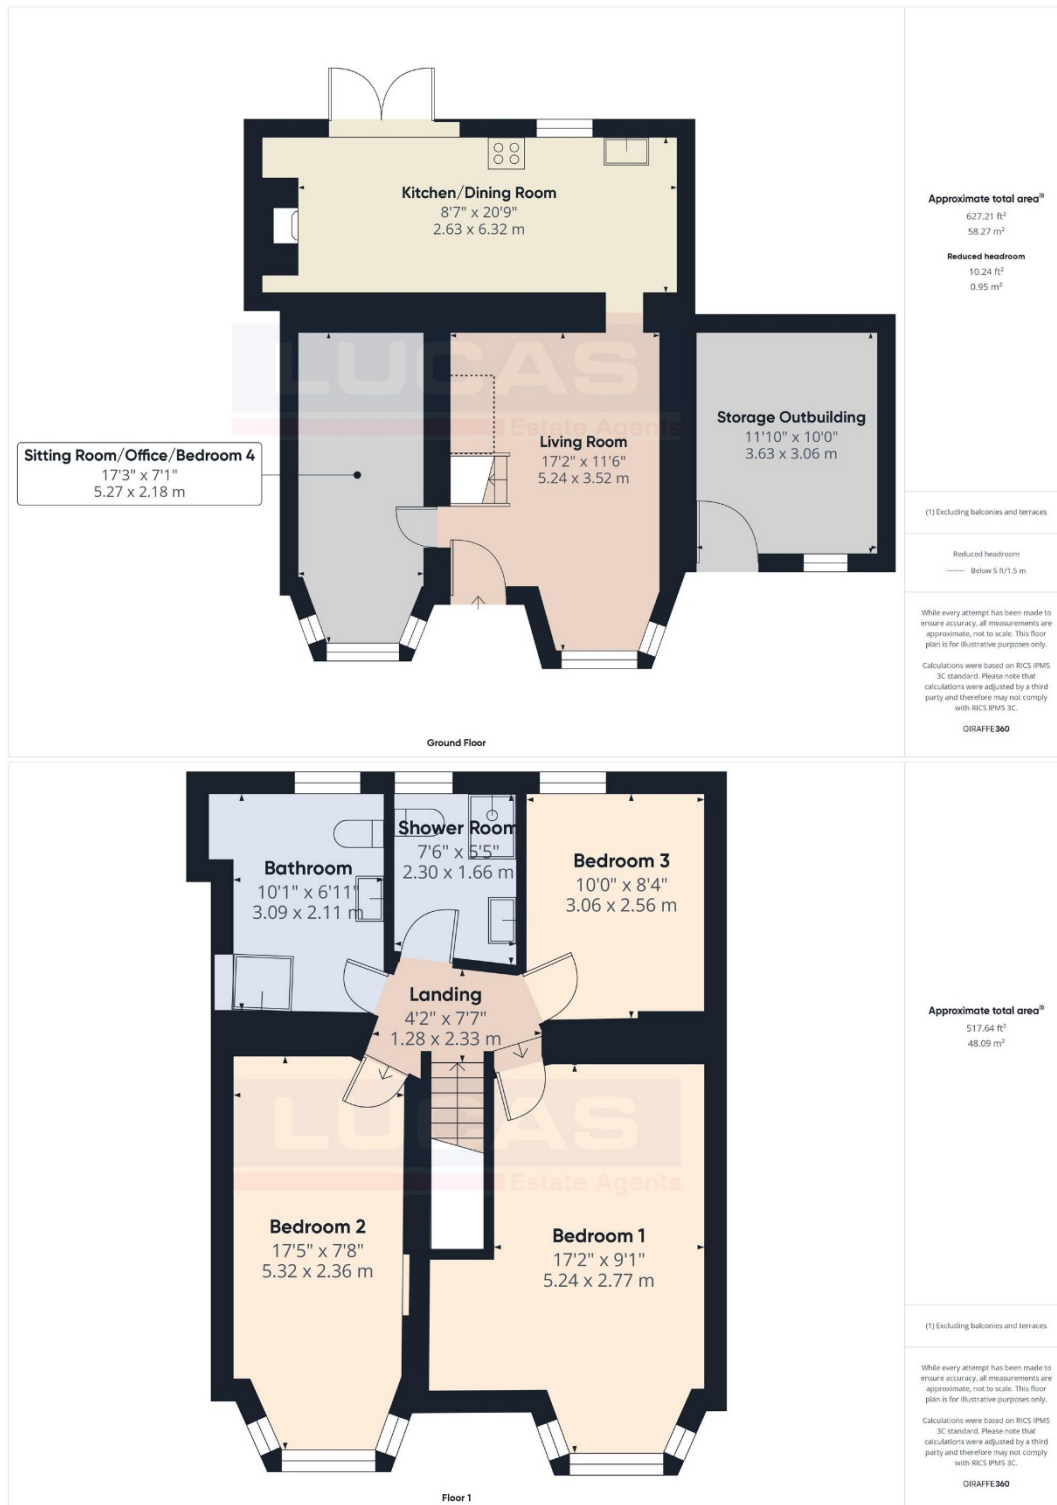 Kitchen/Dining Room
8'7" x 20'9"
2.63 x 6.32 m
LUCAS
Estate Agents
Sitting Room/Office/Bedroom 4
17'3" x 7'1"
5.27 x 2.18 m
Living Room
17'2" x 11'6"
5.24 x 3.52 m
Storage Outbuilding
11'10" x 10'0"
3.63 x 3.06 m
Ground Floor
Approximate total area(1)
627.21 ft²
58.27 m²
Reduced headroom
10.24 ft²
0.95 m²
(1) Excluding balconies and terraces
Reduced headroom
Below 5 ft/1.5 m
While every attempt has been made to
ensure accuracy, all measurements are
approximate, not to scale. This floor
plan is for illustrative purposes only.
Calculations were based on RICS IPMS
3C standard. Please note that
calculations were adjusted by a third
party and therefore may not comply
with RICS IPMS 3C.
GIRAFFE360
Bathroom
10'1" x 6'11"
3.09 x 2.11 m
Shower Room
7'6" x 5'5"
2.30 x 1.66 m
Bedroom 3
10'0" x 8'4"
3.06 x 2.56 m
Landing
4'2" x 7'7"
1.28 x 2.33 m
LUCAS
Estate Agents
Bedroom 2
17'5" x 7'8"
5.32 x 2.36 m
Bedroom 1
17'2" x 9'1"
5.24 x 2.77 m
Floor 1
Approximate total area(1)
517.64 ft²
48.09 m²
(1) Excluding balconies and terraces
While every attempt has been made to
ensure accuracy, all measurements are
approximate, not to scale. This floor
plan is for illustrative purposes only.
Calculations were based on RICS IPMS
3C standard. Please note that
calculations were adjusted by a third
party and therefore may not comply
with RICS IPMS 3C.
GIRAFFE360